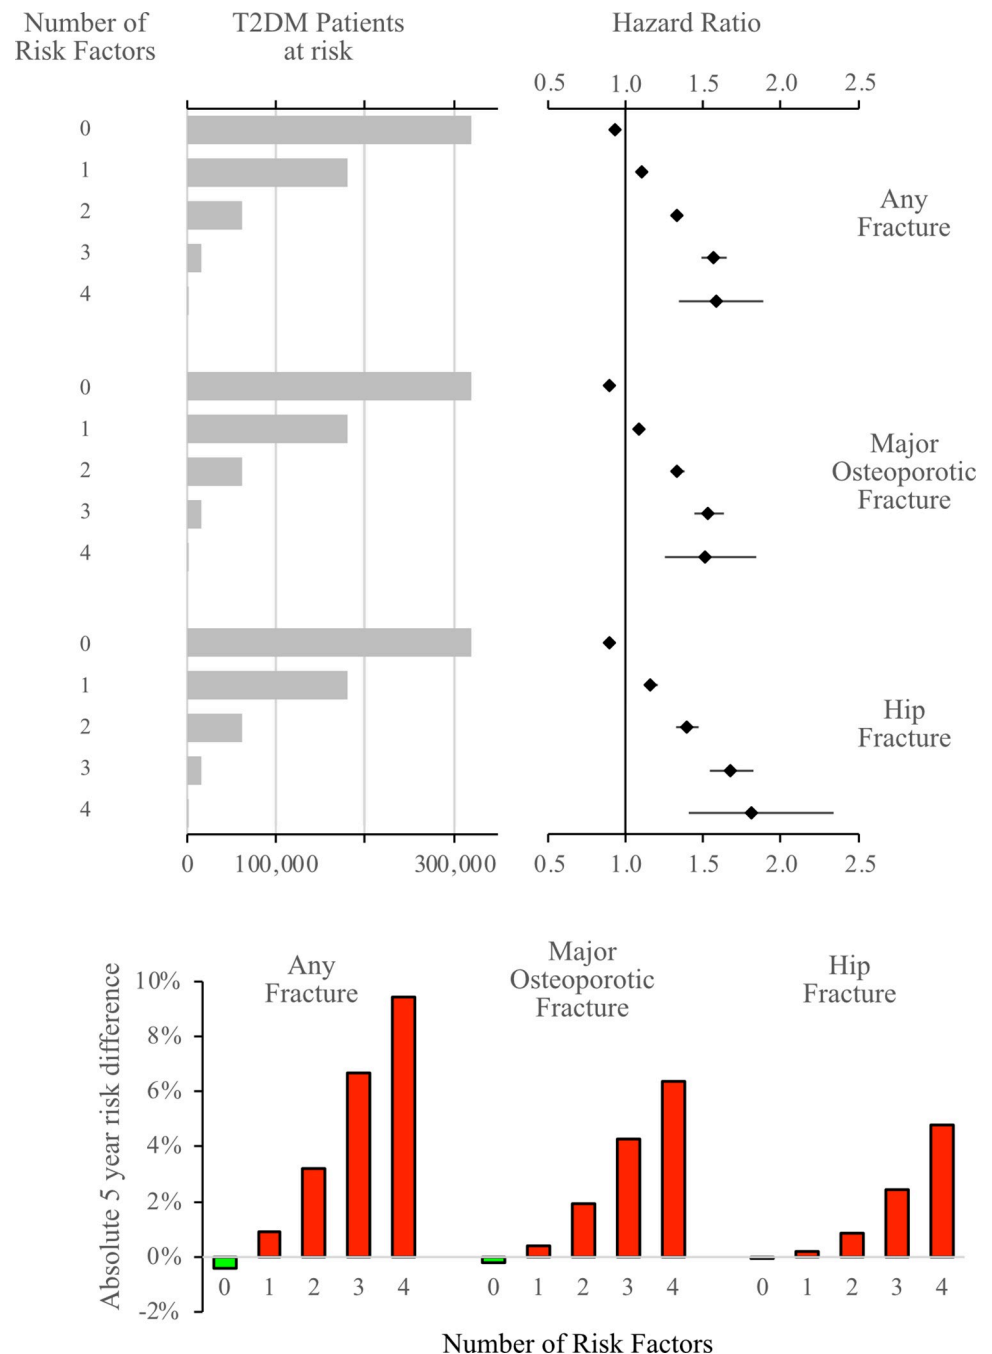 Number of
Risk Factors
T2DM Patients
at risk
Hazard Ratio
0.5 1.0 1.5 2.0 2.5
0
1
2
3
4
Any
Fracture
0
1
2
3
4
Major
Osteoporotic
Fracture
0
1
2
3
4
Hip
Fracture
0 100,000 300,000
0.5 1.0 1.5 2.0 2.5
Absolute 5 year risk difference
10%
8%
6%
4%
2%
0%
-2%
Any
Fracture
Major
Osteoporotic
Fracture
Hip
Fracture
0 1 2 3 4 0 1 2 3 4 0 1 2 3 4
Number of Risk Factors